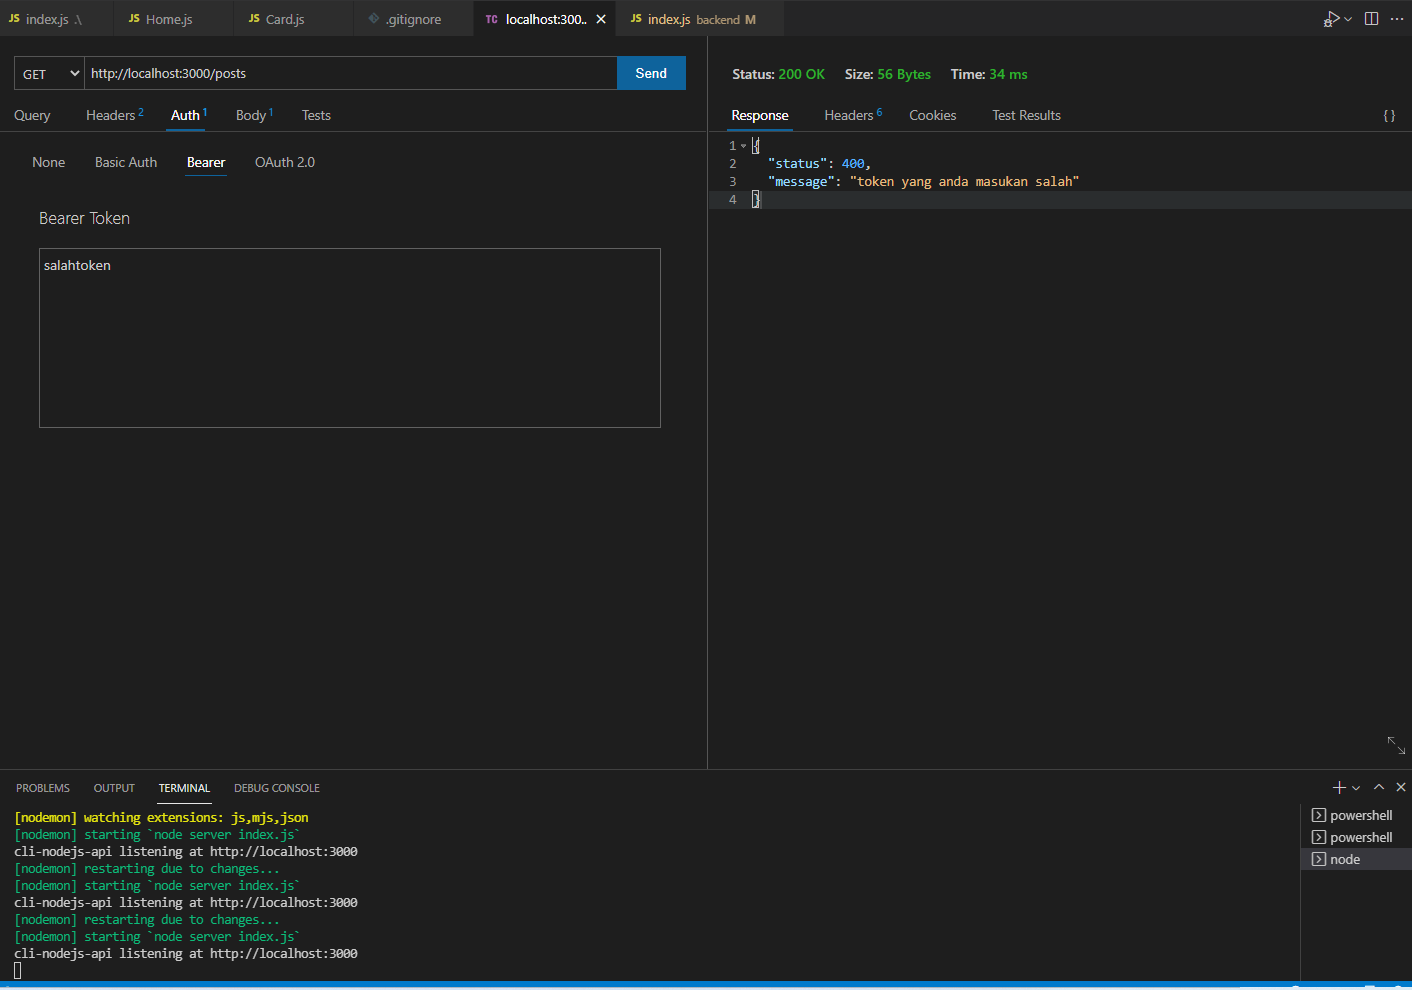 JS index.js .\ JS Home.js JS Card.js .gitignore TC localhost:300.. JS index.js backend M
GET http://localhost:3000/posts Send
Query Headers 2 Auth 1 Body 1 Tests
None Basic Auth Bearer OAuth 2.0
Bearer Token
salahtoken
Status: 200 OK Size: 56 Bytes Time: 34 ms
Response Headers 6 Cookies Test Results { }
1 {
2 "status": 400,
3 "message": "token yang anda masukan salah"
4 }
PROBLEMS OUTPUT TERMINAL DEBUG CONSOLE
[nodemon] watching extensions: js,mjs,json
[nodemon] starting `node server index.js`
cli-nodejs-api listening at http://localhost:3000
[nodemon] restarting due to changes...
[nodemon] starting `node server index.js`
cli-nodejs-api listening at http://localhost:3000
[nodemon] restarting due to changes...
[nodemon] starting `node server index.js`
cli-nodejs-api listening at http://localhost:3000
powershell
powershell
node